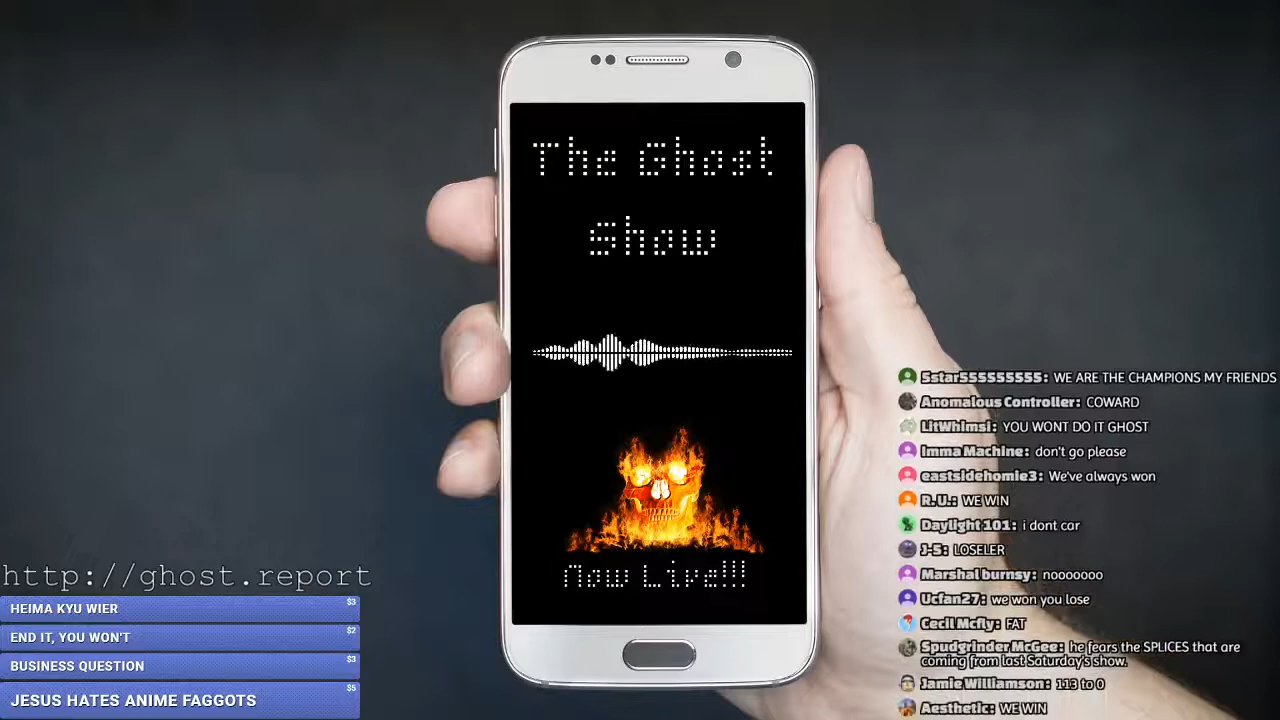 The Ghost
Show
Now Live!!!
http://ghost.report
HEIMA KYU WIER $3
END IT, YOU WON'T $2
BUSINESS QUESTION $3
JESUS HATES ANIME FAGGOTS $5
5star555555555: WE ARE THE CHAMPIONS MY FRIENDS
Anomalous Controller: COWARD
LitWhimsi: YOU WONT DO IT GHOST
Imma Machine: don't go please
eastsidehomie3: We've always won
R.U.: WE WIN
Daylight 101: i dont car
J-S: LOSELER
Marshal burnsy: nooooooo
Ucfan27: we won you lose
Cecil Mcfly: FAT
Spudgrinder McGee: he fears the SPLICES that are
coming from last Saturday's show.
Jamie Williamson: 113 to 0
Aesthetic: WE WIN